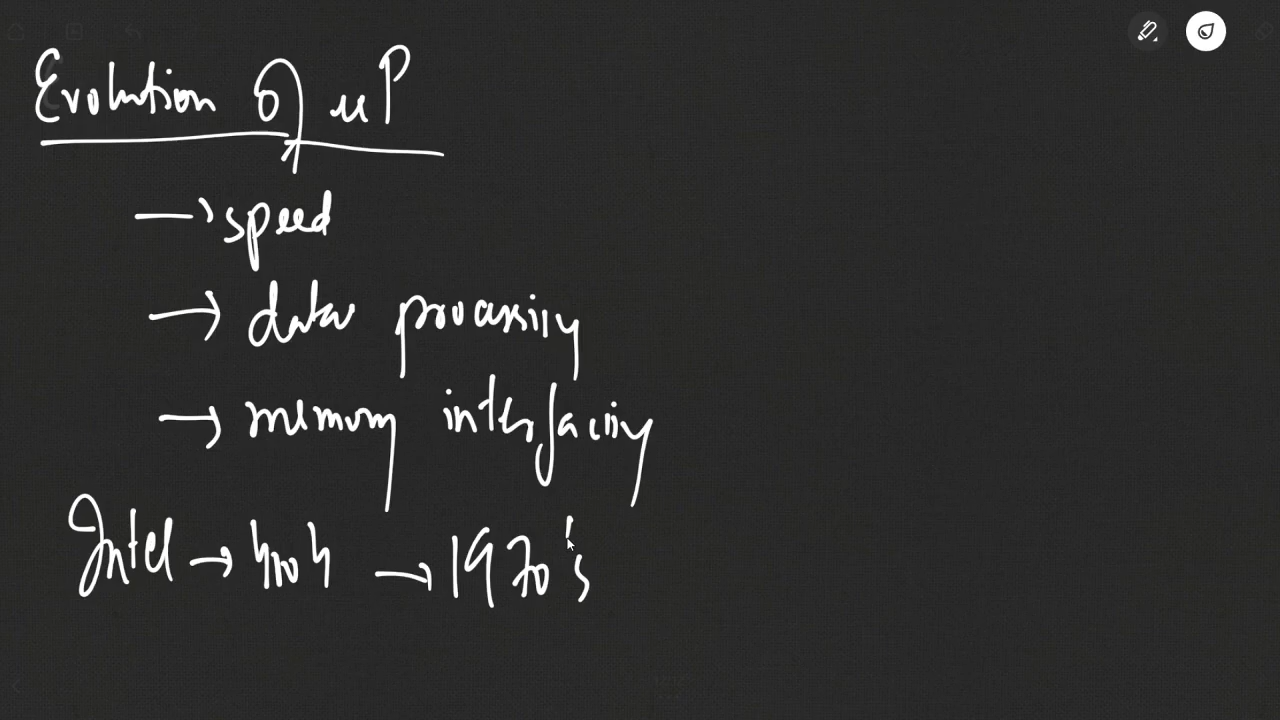 Evolution of uP
→ speed
→ data processing
→ memory interfacing
Intel → 4004 → 1970's